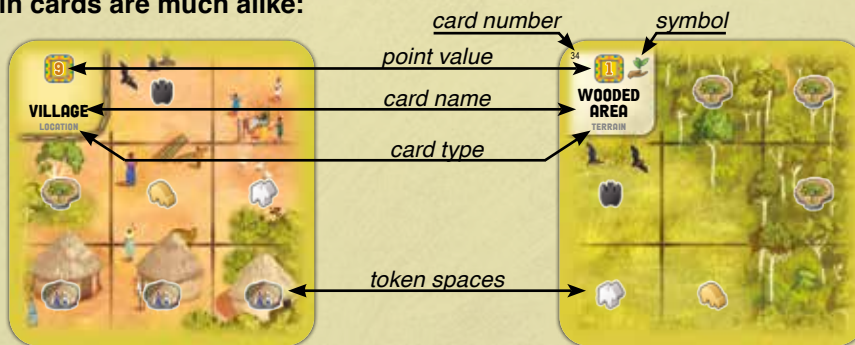 in cards are much alike:
card number
symbol
point value
card name
card type
token spaces
9
VILLAGE
LOCATION
34
1
WOODED
AREA
TERRAIN